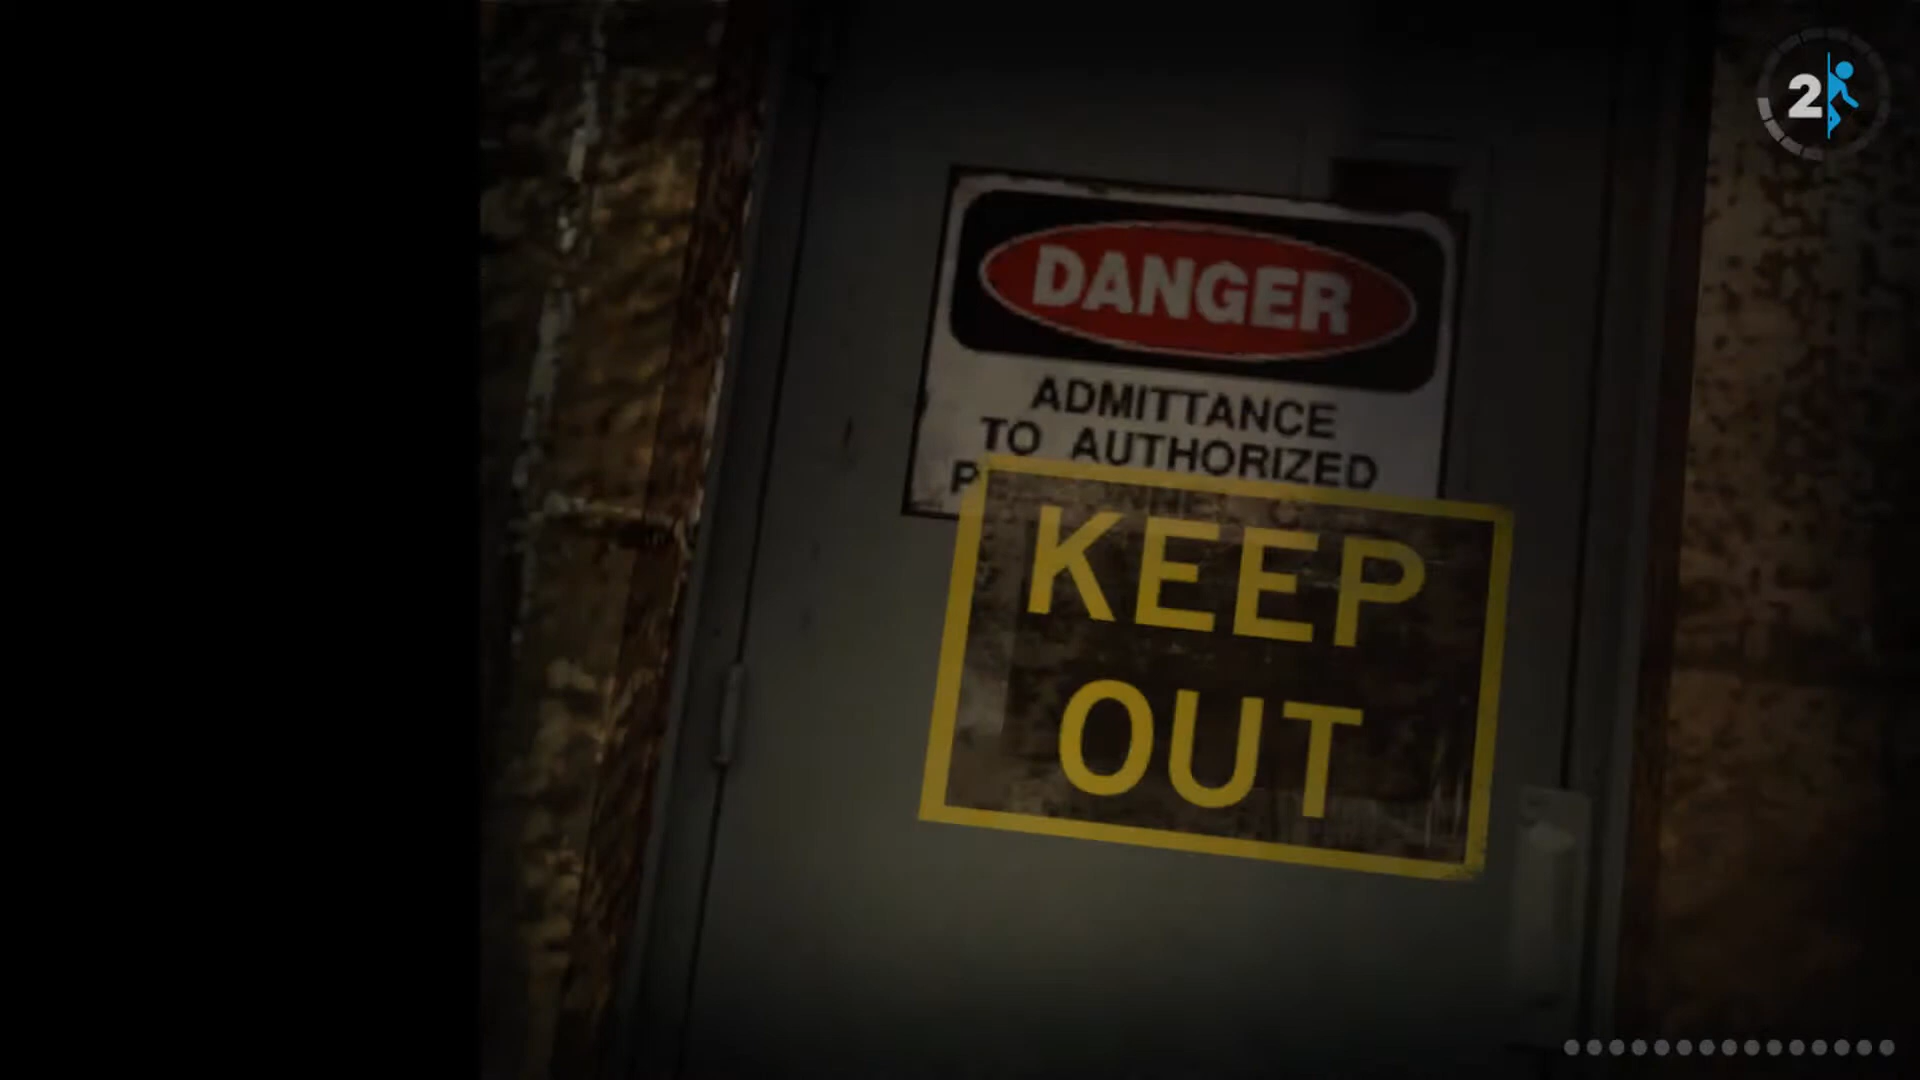 2
DANGER
ADMITTANCE
TO AUTHORIZED
KEEP
OUT